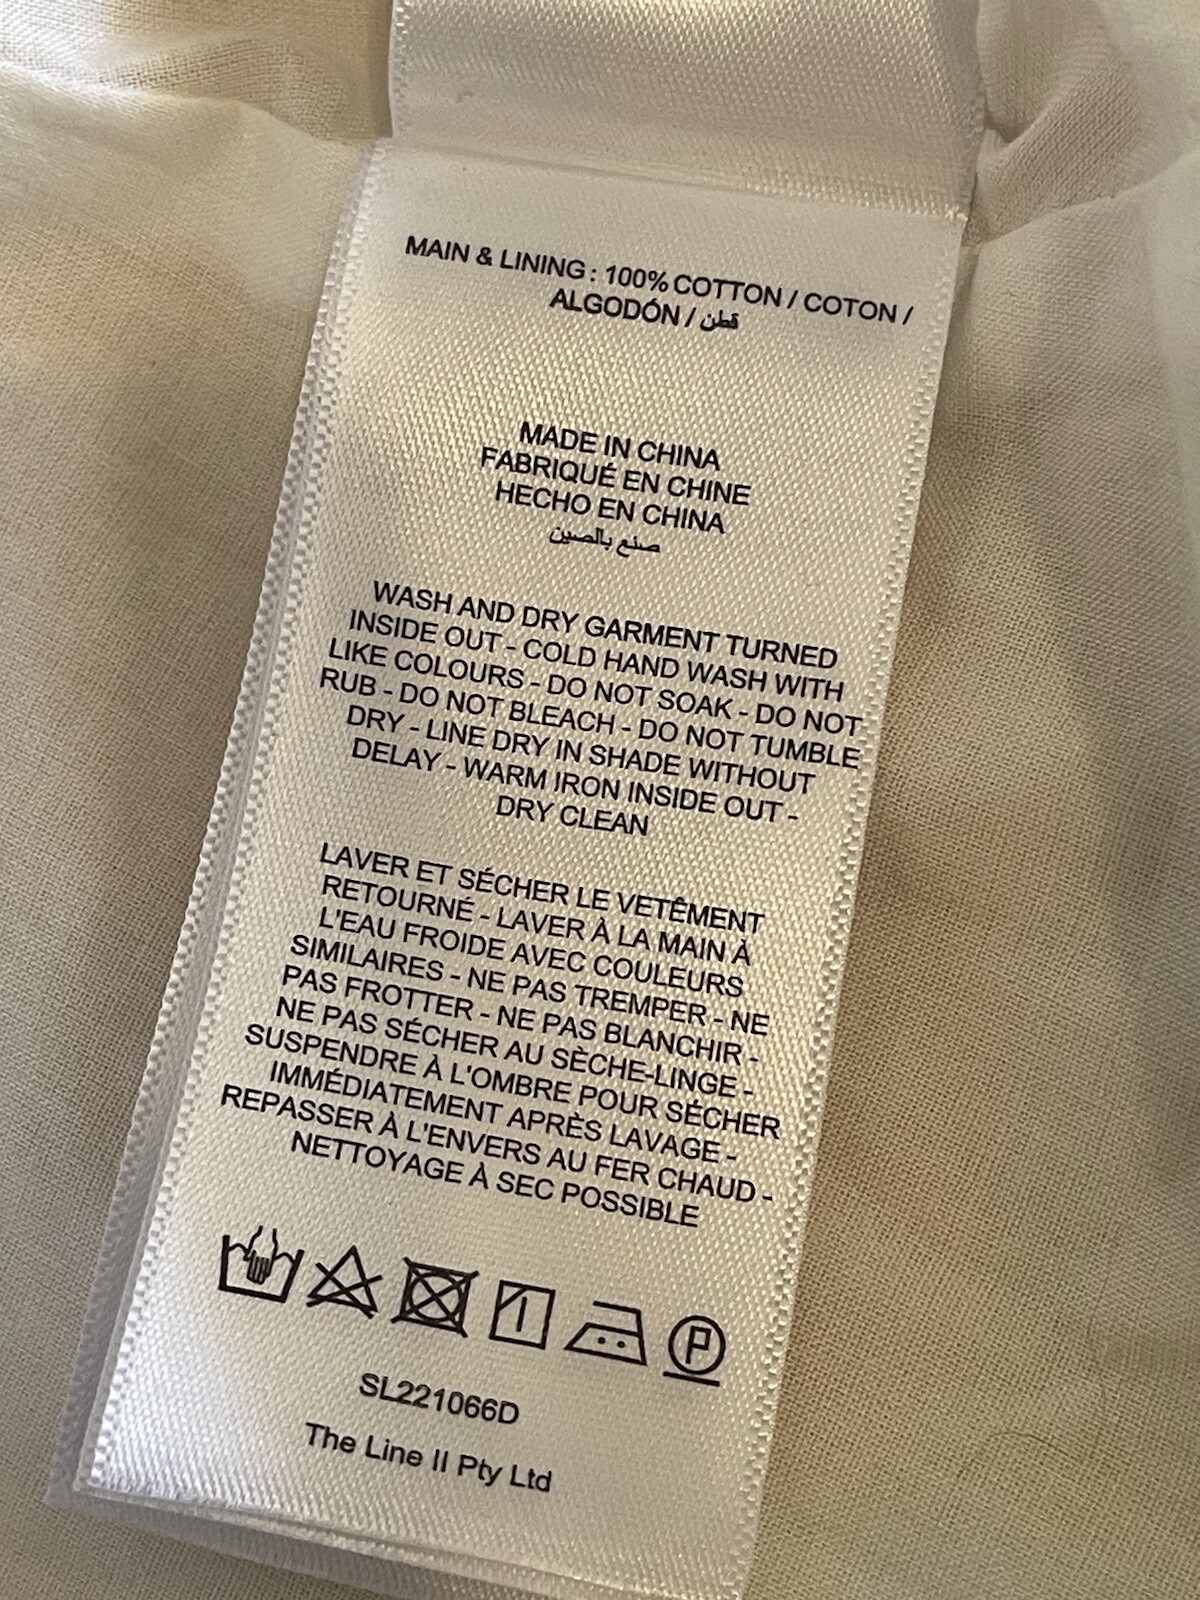 MAIN & LINING : 100% COTTON / COTON /
ALGODÓN / قطن
MADE IN CHINA
FABRIQUÉ EN CHINE
HECHO EN CHINA
صنع بالصين
WASH AND DRY GARMENT TURNED
INSIDE OUT - COLD HAND WASH WITH
LIKE COLOURS - DO NOT SOAK - DO NOT
RUB - DO NOT BLEACH - DO NOT TUMBLE
DRY - LINE DRY IN SHADE WITHOUT
DELAY - WARM IRON INSIDE OUT -
DRY CLEAN
LAVER ET SÉCHER LE VETÊMENT
RETOURNÉ - LAVER À LA MAIN À
L'EAU FROIDE AVEC COULEURS
SIMILAIRES - NE PAS TREMPER - NE
PAS FROTTER - NE PAS BLANCHIR -
NE PAS SÉCHER AU SÈCHE-LINGE -
SUSPENDRE À L'OMBRE POUR SÉCHER
IMMÉDIATEMENT APRÈS LAVAGE -
REPASSER À L'ENVERS AU FER CHAUD -
NETTOYAGE À SEC POSSIBLE
P
SL221066D
The Line II Pty Ltd